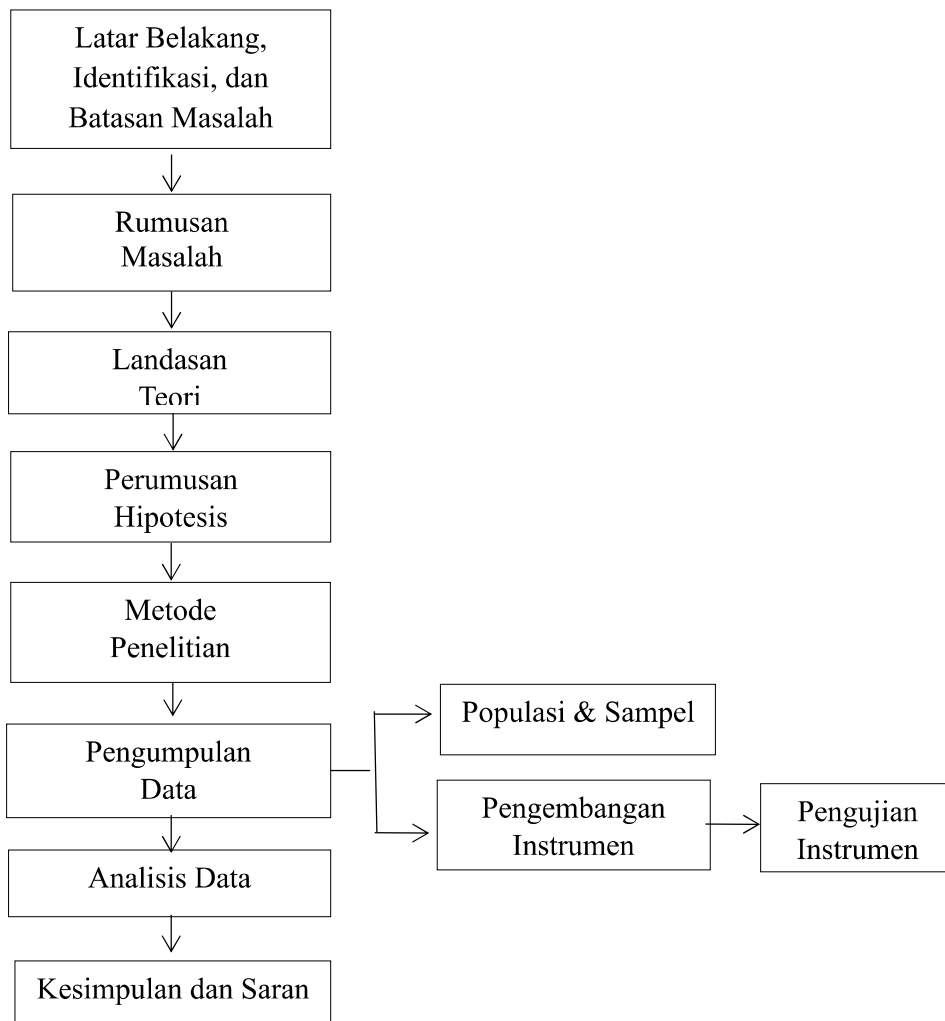 Latar Belakang,
Identifikasi, dan
Batasan Masalah
Rumusan
Masalah
Landasan
Teori
Perumusan
Hipotesis
Metode
Penelitian
Pengumpulan
Data
Populasi & Sampel
Pengembangan
Instrumen
Pengujian
Instrumen
Analisis Data
Kesimpulan dan Saran